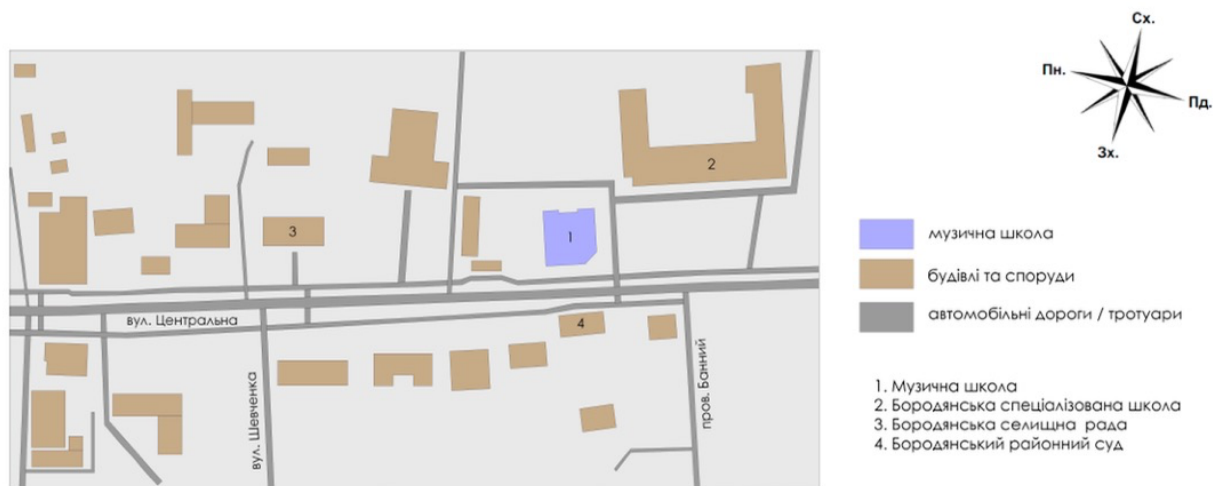 Сх.
Пн.
Пд.
Зх.
2
1
3
вул. Центральна
4
вул. Шевченка
пров. Банний
музична школа
будівлі та споруди
автомобільні дороги / тротуари
1. Музична школа
2. Бородянська спеціалізована школа
3. Бородянська селищна рада
4. Бородянський районний суд